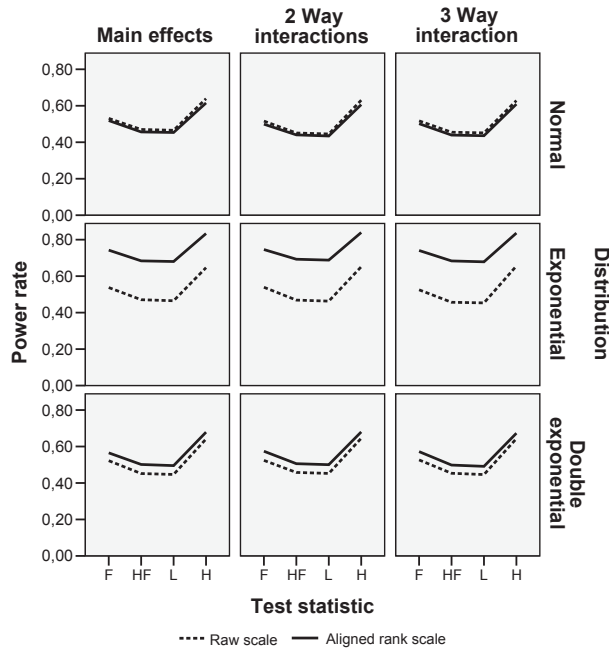 Main effects
2 Way
interactions
3 Way
interaction
0,80
0,60
0,40
0,20
0,00
Normal
0,80
0,60
0,40
0,20
0,00
Exponential
0,80
0,60
0,40
0,20
0,00
Double
exponential
Power rate
Distribution
F HF L H
F HF L H
F HF L H
Test statistic
Raw scale Aligned rank scale